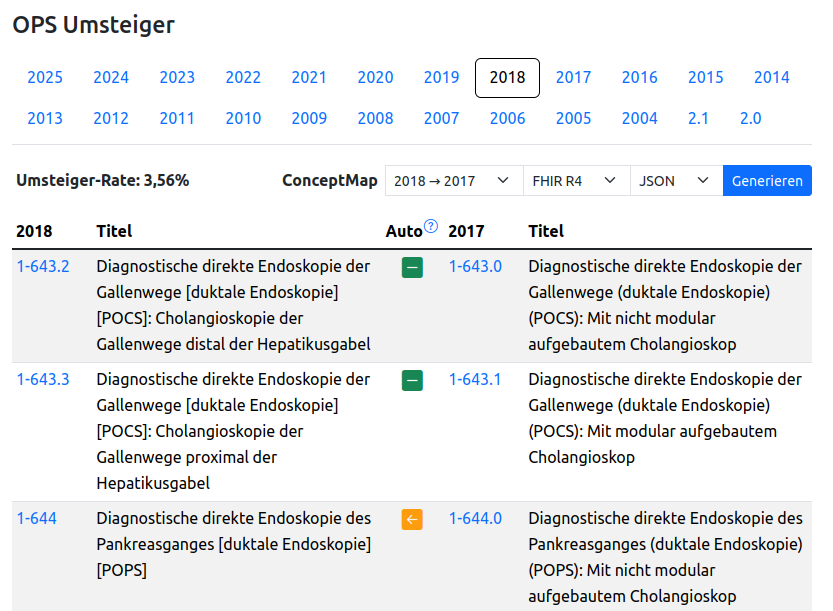 OPS Umsteiger
2025 2024 2023 2022 2021 2020 2019 2018 2017 2016 2015 2014
2013 2012 2011 2010 2009 2008 2007 2006 2005 2004 2.1 2.0
Umsteiger-Rate: 3,56% ConceptMap 2018 → 2017 FHIR R4 JSON Generieren
2018 Titel Auto? 2017 Titel
1-643.2 Diagnostische direkte Endoskopie der — 1-643.0 Diagnostische direkte Endoskopie der
Gallenwege [duktale Endoskopie] Gallenwege (duktale Endoskopie)
[POCS]: Cholangioskopie der (POCS): Mit nicht modular
Gallenwege distal der Hepatikusgabel aufgebautem Cholangioskop
1-643.3 Diagnostische direkte Endoskopie der — 1-643.1 Diagnostische direkte Endoskopie der
Gallenwege [duktale Endoskopie] Gallenwege (duktale Endoskopie)
[POCS]: Cholangioskopie der (POCS): Mit modular aufgebautem
Gallenwege proximal der Cholangioskop
Hepatikusgabel
1-644 Diagnostische direkte Endoskopie des ← 1-644.0 Diagnostische direkte Endoskopie des
Pankreasganges [duktale Endoskopie] Pankreasganges (duktale Endoskopie)
[POPS] (POPS): Mit nicht modular
aufgebautem Cholangioskop